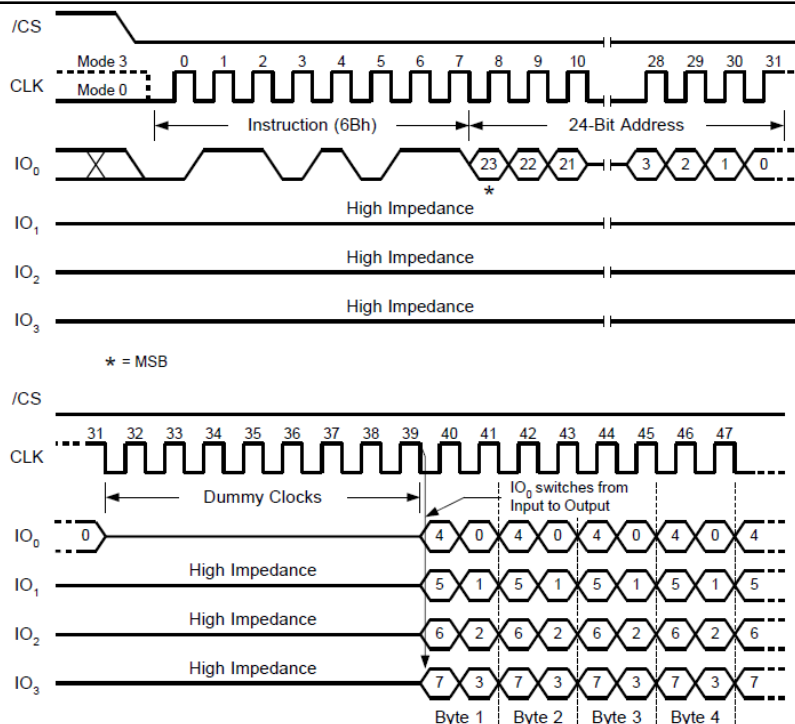 /CS
Mode 3 0 1 2 3 4 5 6 7 8 9 10 28 29 30 31
CLK
Mode 0
Instruction (6Bh) 24-Bit Address
IO0 23 22 21 3 2 1 0
*
High Impedance
IO1
High Impedance
IO2
High Impedance
IO3
* = MSB
/CS
31 32 33 34 35 36 37 38 39 40 41 42 43 44 45 46 47
CLK
Dummy Clocks
IO0 switches from
Input to Output
IO0 0 4 0 4 0 4 0 4 0 4
High Impedance
IO1 5 1 5 1 5 1 5 1 5
High Impedance
IO2 6 2 6 2 6 2 6 2 6
High Impedance
IO3 7 3 7 3 7 3 7 3 7
Byte 1 Byte 2 Byte 3 Byte 4